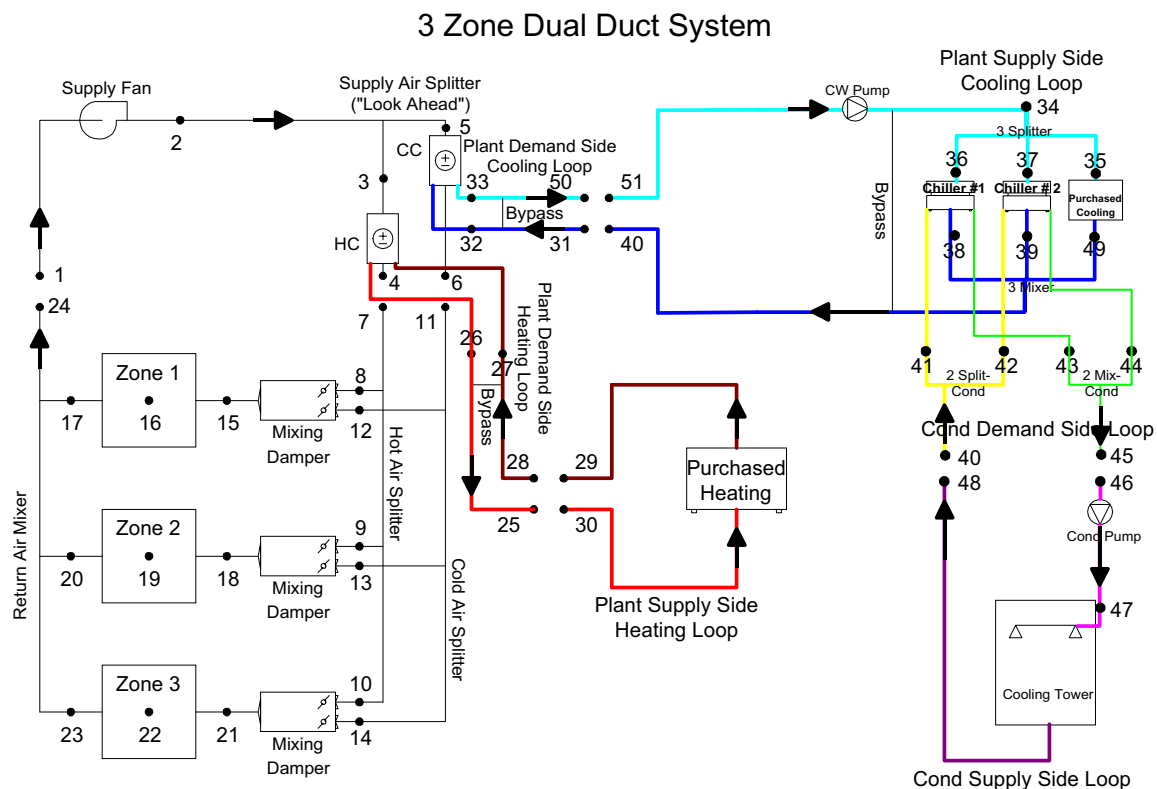 3 Zone Dual Duct System
Supply Fan
2
Supply Air Splitter
("Look Ahead")
5
CC
3
HC
4
6
7
11
Plant Demand Side
Cooling Loop
33
50
51
Bypass
32
31
40
CW Pump
Plant Supply Side
Cooling Loop
34
3 Splitter
36
37
35
Chiller #1
Chiller # 2
Purchased
Cooling
38
39
49
3 Mixer
Bypass
41
42
43
44
2 Split-
Cond
2 Mix-
Cond
Cond Demand Side Loop
40
48
45
46
Cond Pump
47
Cooling Tower
Cond Supply Side Loop
1
24
Return Air Mixer
Zone 1
17
16
15
Mixing
Damper
8
12
Zone 2
20
19
18
Mixing
Damper
9
13
Zone 3
23
22
21
Mixing
Damper
10
14
Hot Air Splitter
Cold Air Splitter
26
27
Bypass
Plant Demand Side
Heating Loop
28
29
25
30
Purchased
Heating
Plant Supply Side
Heating Loop